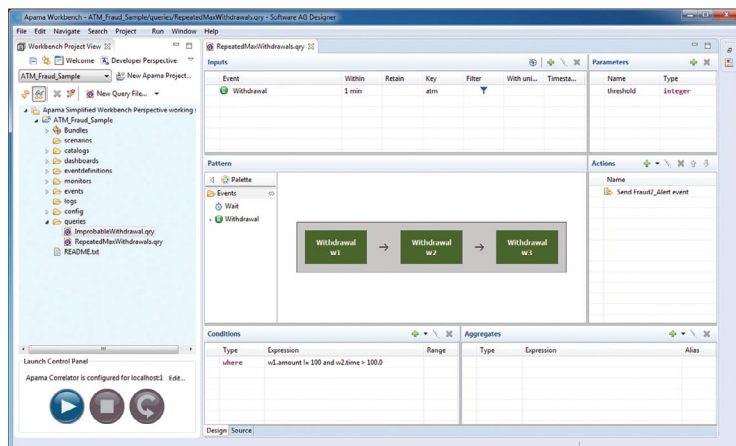 Apama Workbench - ATM_Fraud_Sample/queries/RepeatedMaxWithdrawals.qry - Software AG Designer
File Edit Navigate Search Project Run Window Help
Workbench Project View
Welcome Developer Perspective
ATM_Fraud_Sample New Apama Project...
New Query File...
Apama Simplified Workbench Perspective working s
ATM_Fraud_Sample
Bundles
scenarios
catalogs
dashboards
eventdefinitions
monitors
events
logs
config
queries
ImprobableWithdrawal.qry
RepeatedMaxWithdrawals.qry
README.txt
Launch Control Panel
Apama Correlator is configured for localhost:1 Edit...
RepeatedMaxWithdrawals.qry
Inputs
Event Within Retain Key Filter With uni... Timesta...
Withdrawal 1 min atm
Parameters
Name Type
threshold integer
Pattern
Palette
Events
Wait
Withdrawal
Withdrawal
w1
Withdrawal
w2
Withdrawal
w3
Actions
Name
Send Fraud2_Alert event
Conditions
Type Expression Range
where w1.amount != 100 and w2.time > 100.0
Aggregates
Type Expression Alias
Design Source